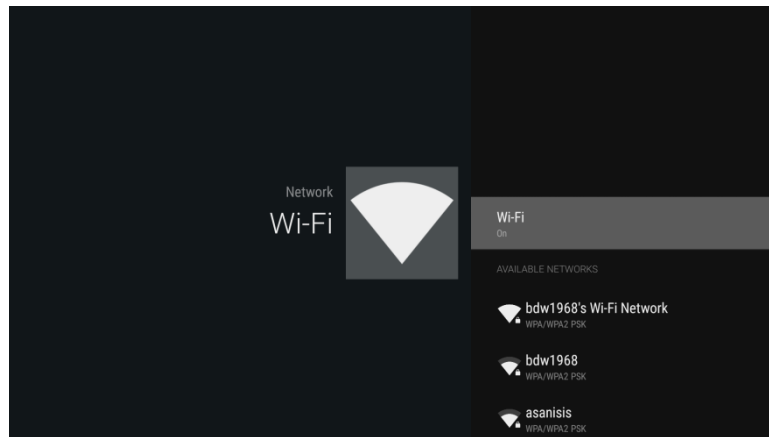 Network
Wi-Fi
Wi-Fi
On
AVAILABLE NETWORKS
bdw1968's Wi-Fi Network
WPA/WPA2 PSK
bdw1968
WPA/WPA2 PSK
asanisis
WPA/WPA2 PSK